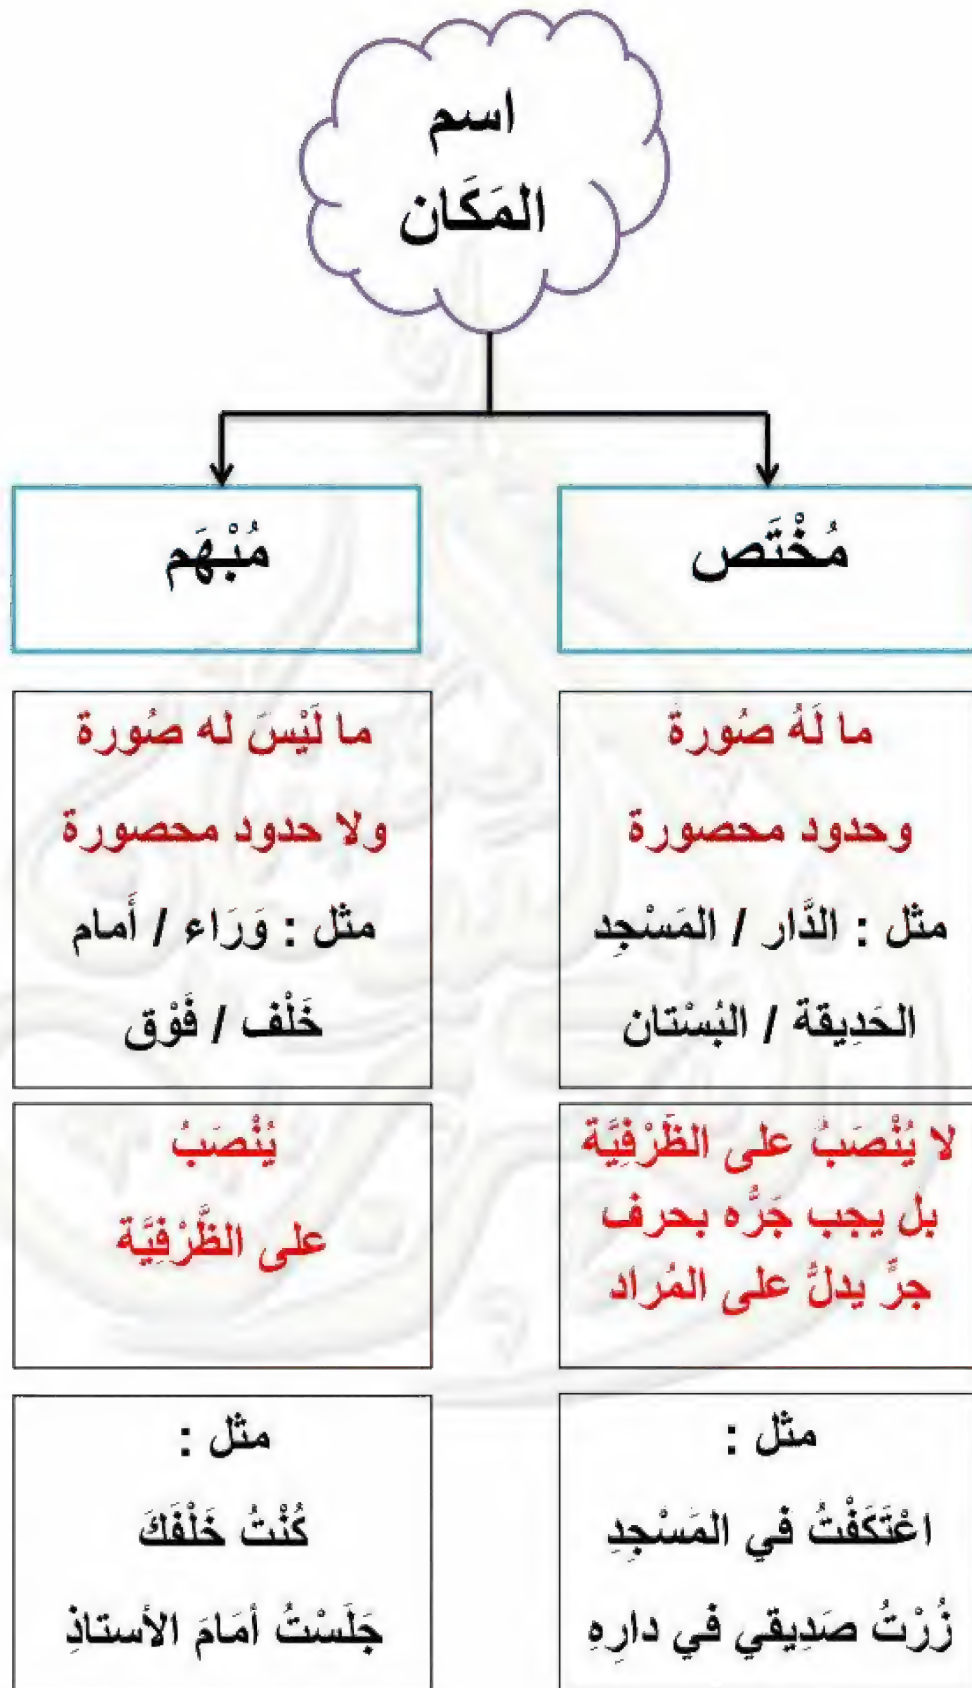 اسم
المَكَان
مُخْتَص
مُبْهَم
ما لَهُ صُورة
وحدود محصورة
مثل : الدَّار / المَسْجِد
الحَدِيقة / البُسْتان
ما لَيْسَ له صُورة
ولا حدود محصورة
مثل : وَرَاء / أَمام
خَلْف / فَوْق
لا يُنْصَبُ على الظَّرْفِيَّة
بل يجب جَرُّه بحرف
جرٍّ يدلُّ على المُراد
يُنْصَبُ
على الظَّرْفِيَّة
مثل :
اعْتَكَفْتُ في المَسْجِدِ
زُرْتُ صَدِيقي في دارِهِ
مثل :
كُنْتُ خَلْفَكَ
جَلَسْتُ أمَامَ الأستاذِ